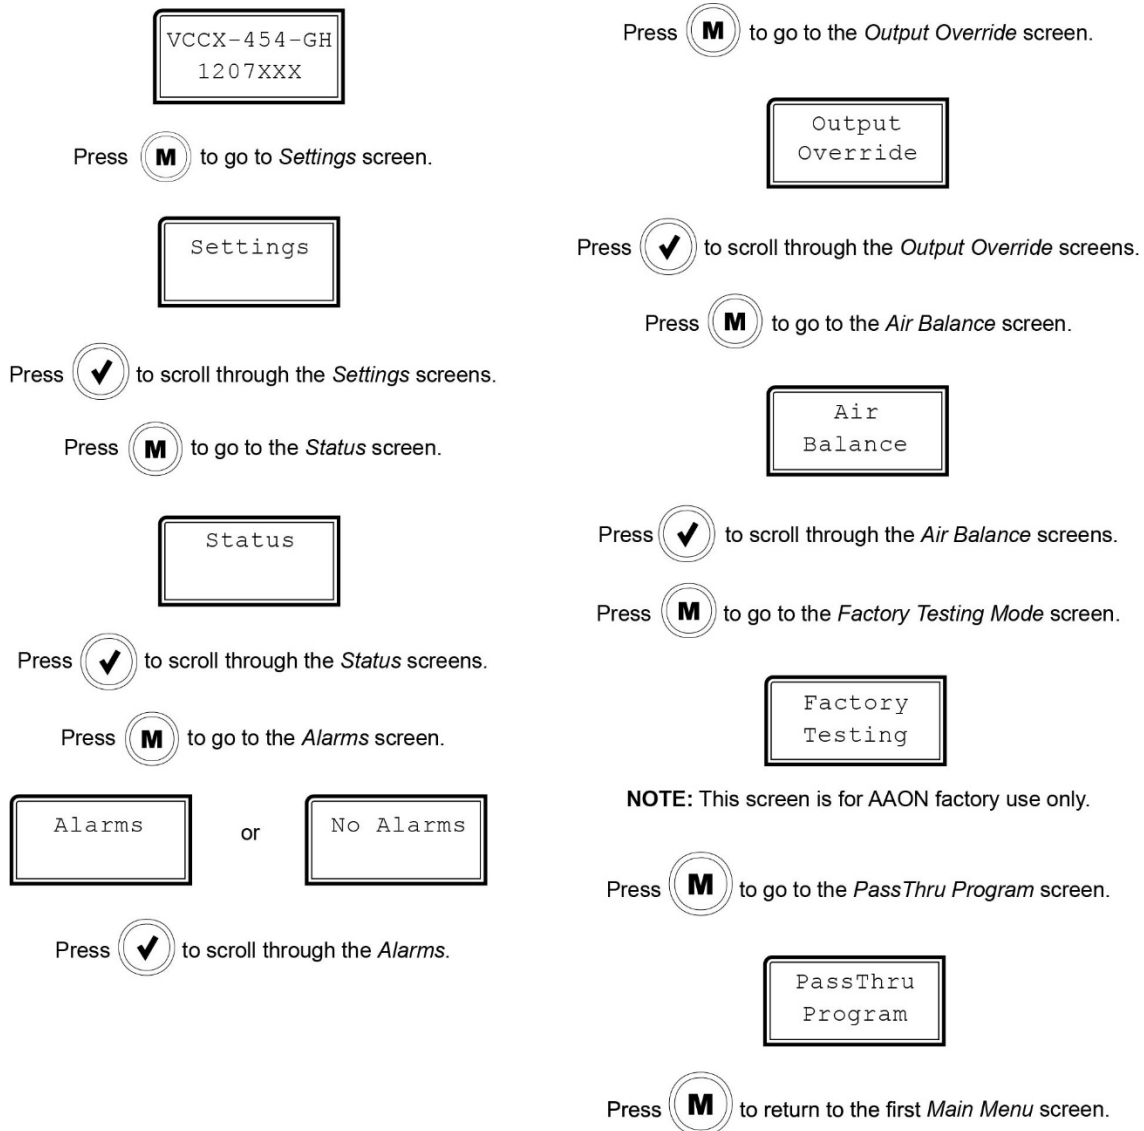 VCCX-454-GH
1207XXX
Press M to go to Settings screen.
Settings
Press ✓ to scroll through the Settings screens.
Press M to go to the Status screen.
Status
Press ✓ to scroll through the Status screens.
Press M to go to the Alarms screen.
Alarms or No Alarms
Press ✓ to scroll through the Alarms.
Press M to go to the Output Override screen.
Output
Override
Press ✓ to scroll through the Output Override screens.
Press M to go to the Air Balance screen.
Air
Balance
Press ✓ to scroll through the Air Balance screens.
Press M to go to the Factory Testing Mode screen.
Factory
Testing
NOTE: This screen is for AAON factory use only.
Press M to go to the PassThru Program screen.
PassThru
Program
Press M to return to the first Main Menu screen.